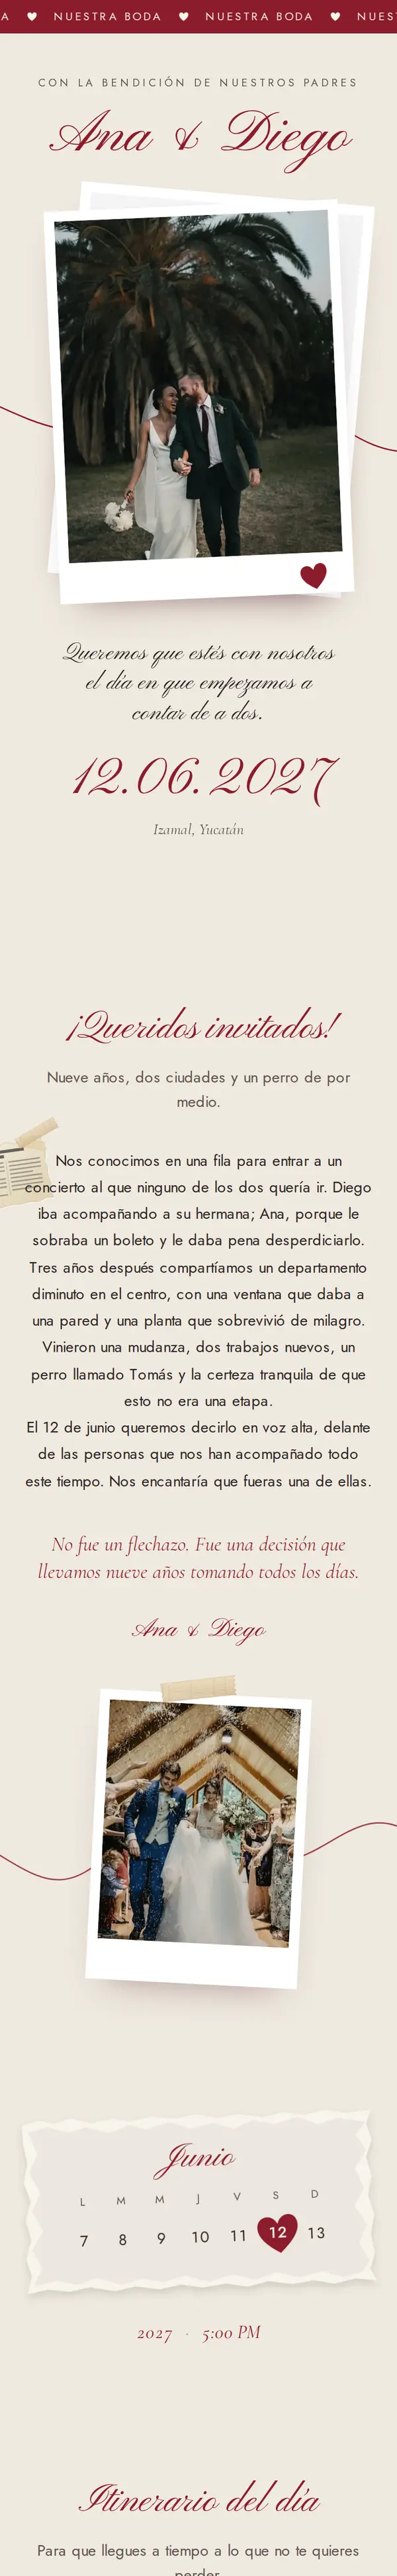 A ♥ NUESTRA BODA ♥ NUESTRA BODA ♥ NUES
CON LA BENDICIÓN DE NUESTROS PADRES
Ana & Diego
Queremos que estés con nosotros
el día en que empezamos a
contar de a dos.
12.06.2027
Izamal, Yucatán
¡Queridos invitados!
Nueve años, dos ciudades y un perro de por
medio.
Nos conocimos en una fila para entrar a un
concierto al que ninguno de los dos quería ir. Diego
iba acompañando a su hermana; Ana, porque le
sobraba un boleto y le daba pena desperdiciarlo.
Tres años después compartíamos un departamento
diminuto en el centro, con una ventana que daba a
una pared y una planta que sobrevivió de milagro.
Vinieron una mudanza, dos trabajos nuevos, un
perro llamado Tomás y la certeza tranquila de que
esto no era una etapa.
El 12 de junio queremos decirlo en voz alta, delante
de las personas que nos han acompañado todo
este tiempo. Nos encantaría que fueras una de ellas.
No fue un flechazo. Fue una decisión que
llevamos nueve años tomando todos los días.
Ana & Diego
Junio
L M M J V S D
7 8 9 10 11 12 13
2027 · 5:00 PM
Itinerario del día
Para que llegues a tiempo a lo que no te quieres
perder